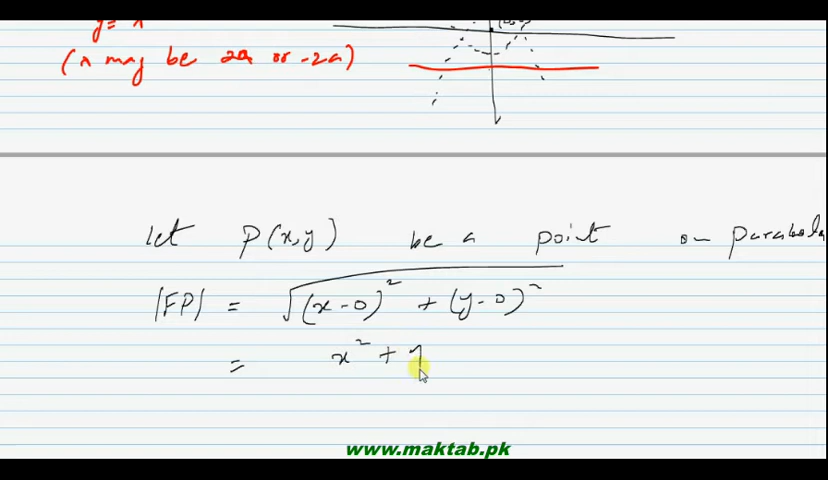 (x may be 2a or -2a)
let P(x,y) be a point on parabola
|FP| = √(x-0)² + (y-0)²
= x² + y
www.maktab.pk